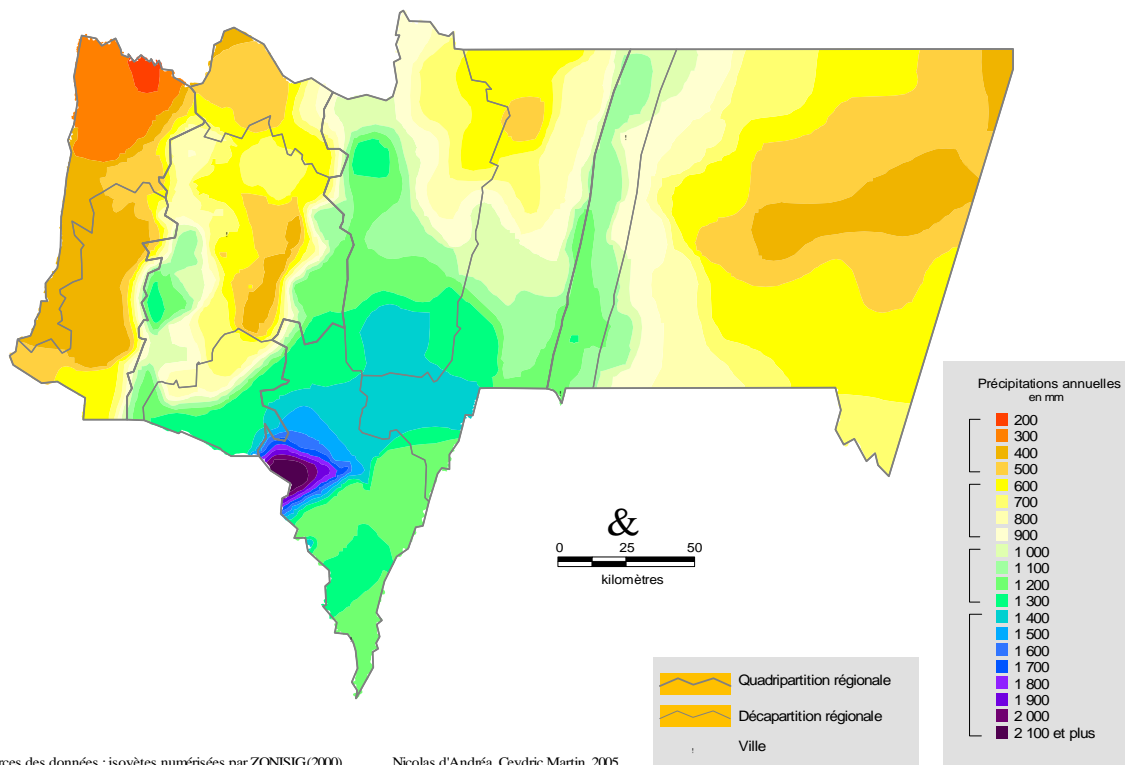 Précipitations annuelles
en mm
200
300
400
500
600
700
800
900
1 000
1 100
1 200
1 300
1 400
1 500
1 600
1 700
1 800
1 900
2 000
2 100 et plus
&
0 25 50
kilomètres
Quadripartition régionale
Décapartition régionale
Ville
des données : isoyètes numérisées par ZONISIG (2000)
Nicolas d'Andréa, Ceydric Martin, 2005